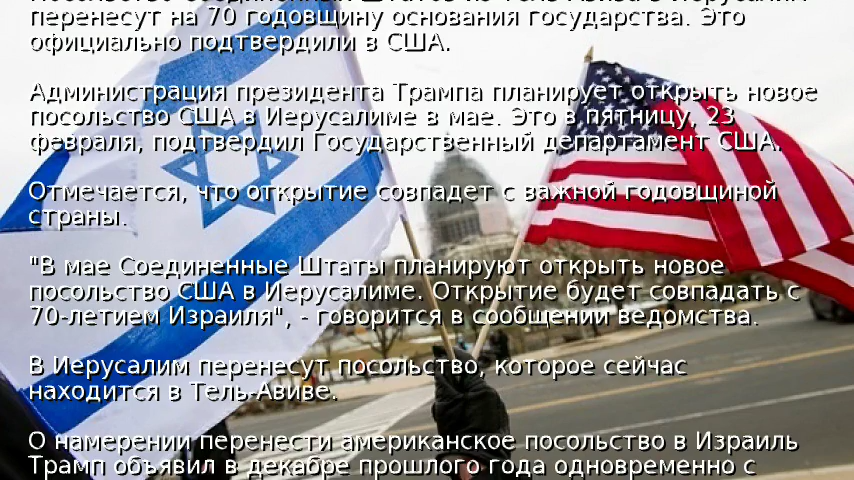 перенесут на 70 годовщину основания государства. Это
официально подтвердили в США.
Администрация президента Трампа планирует открыть новое
посольство США в Иерусалиме в мае. Это в пятницу, 23
февраля, подтвердил Государственный департамент США.
Отмечается, что открытие совпадет с важной годовщиной
страны.
"В мае Соединенные Штаты планируют открыть новое
посольство США в Иерусалиме. Открытие будет совпадать с
70-летием Израиля", - говорится в сообщении ведомства.
В Иерусалим перенесут посольство, которое сейчас
находится в Тель-Авиве.
О намерении перенести американское посольство в Израиль
Трамп объявил в декабре прошлого года одновременно с